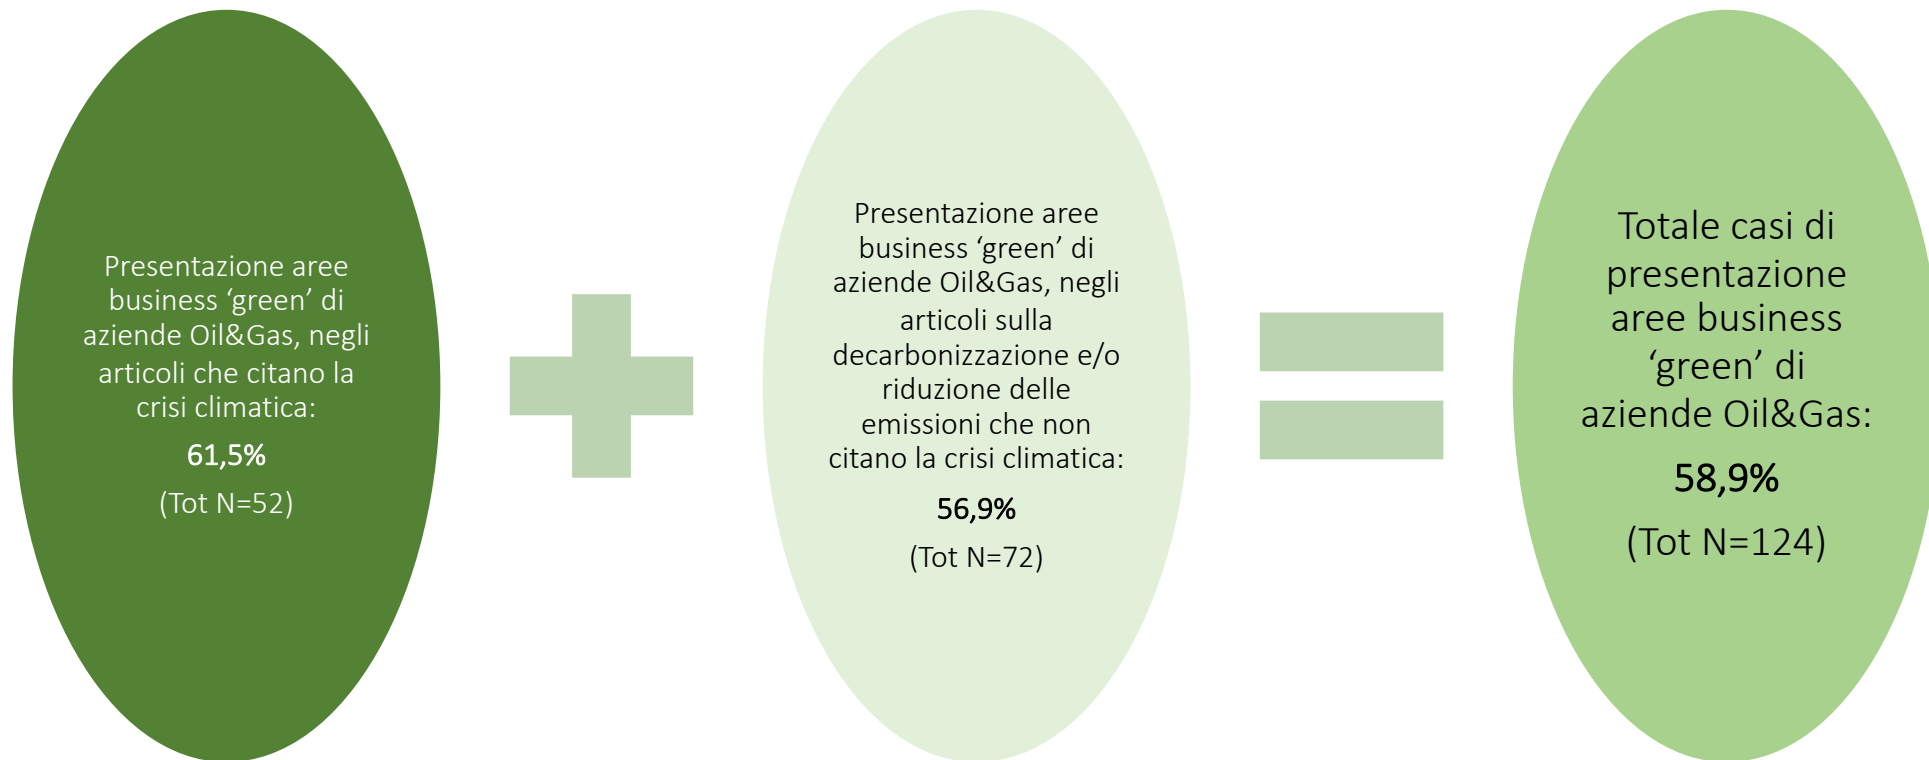 Presentazione aree
business ‘green’ di
aziende Oil&Gas, negli
articoli che citano la
crisi climatica:
61,5%
(Tot N=52)
Presentazione aree
business ‘green’ di
aziende Oil&Gas, negli
articoli sulla
decarbonizzazione e/o
riduzione delle
emissioni che non
citano la crisi climatica:
56,9%
(Tot N=72)
Totale casi di
presentazione
aree business
‘green’ di
aziende Oil&Gas:
58,9%
(Tot N=124)